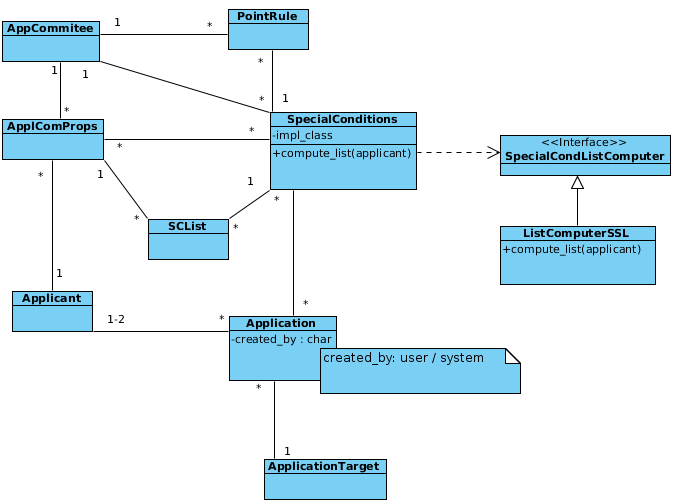 AppCommitee
1
*
PointRule
1
1
*
*
1
*
*
ApplComProps
*
*
SpecialConditions
-impl_class
+compute_list(applicant)
<<Interface>>
SpecialCondListComputer
*
1
1
*
*
*
SCList
ListComputerSSL
+compute_list(applicant)
1
Applicant
1-2
*
*
Application
-created_by : char
created_by: user / system
*
1
ApplicationTarget